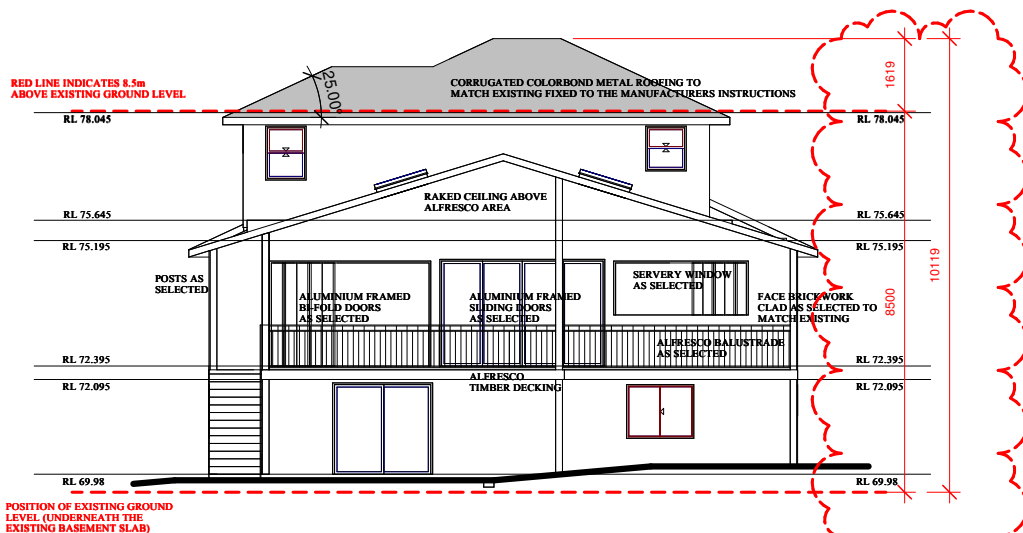 1619
RED LINE INDICATES 8.5m
ABOVE EXISTING GROUND LEVEL
25.00°
CORRUGATED COLORBOND METAL ROOFING TO
MATCH EXISTING FIXED TO THE MANUFACTURERS INSTRUCTIONS
RL 78.045
RL 78.045
RAKED CEILING ABOVE
ALFRESCO AREA
RL 75.645
RL 75.645
RL 75.195
RL 75.195
10119
POSTS AS
SELECTED
SERVERY WINDOW
AS SELECTED
ALUMINIUM FRAMED
BI-FOLD DOORS
AS SELECTED
ALUMINIUM FRAMED
SLIDING DOORS
AS SELECTED
FACE BRICKWORK
CLAD AS SELECTED TO
MATCH EXISTING
8500
ALFRESCO BALUSTRADE
AS SELECTED
RL 72.395
RL 72.395
ALFRESCO
TIMBER DECKING
RL 72.095
RL 72.095
RL 69.98
RL 69.98
POSITION OF EXISTING GROUND
LEVEL (UNDERNEATH THE
EXISTING BASEMENT SLAB)